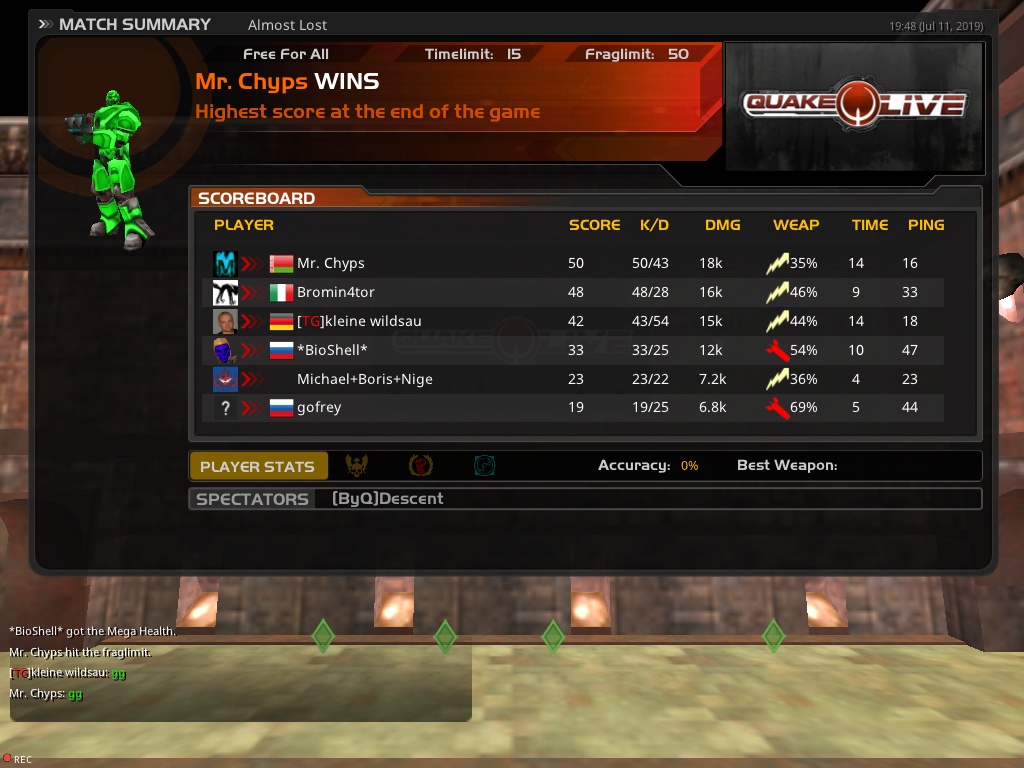 MATCH SUMMARY Almost Lost 19:48 (Jul 11, 2019)
Free For All Timelimit: 15 Fraglimit: 50
Mr. Chyps WINS
Highest score at the end of the game
QUAKE LIVE
SCOREBOARD
PLAYER SCORE K/D DMG WEAP TIME PING
Mr. Chyps 50 50/43 18k 35% 14 16
Bromin4tor 48 48/28 16k 46% 9 33
[TG]kleine wildsau 42 43/54 15k 44% 14 18
*BioShell* 33 33/25 12k 54% 10 47
Michael+Boris+Nige 23 23/22 7.2k 36% 4 23
? gofrey 19 19/25 6.8k 69% 5 44
QUAKE LIVE
PLAYER STATS Accuracy: 0% Best Weapon:
SPECTATORS [ByQ]Descent
*BioShell* got the Mega Health.
Mr. Chyps hit the fraglimit.
[TG]kleine wildsau: gg
Mr. Chyps: gg
REC